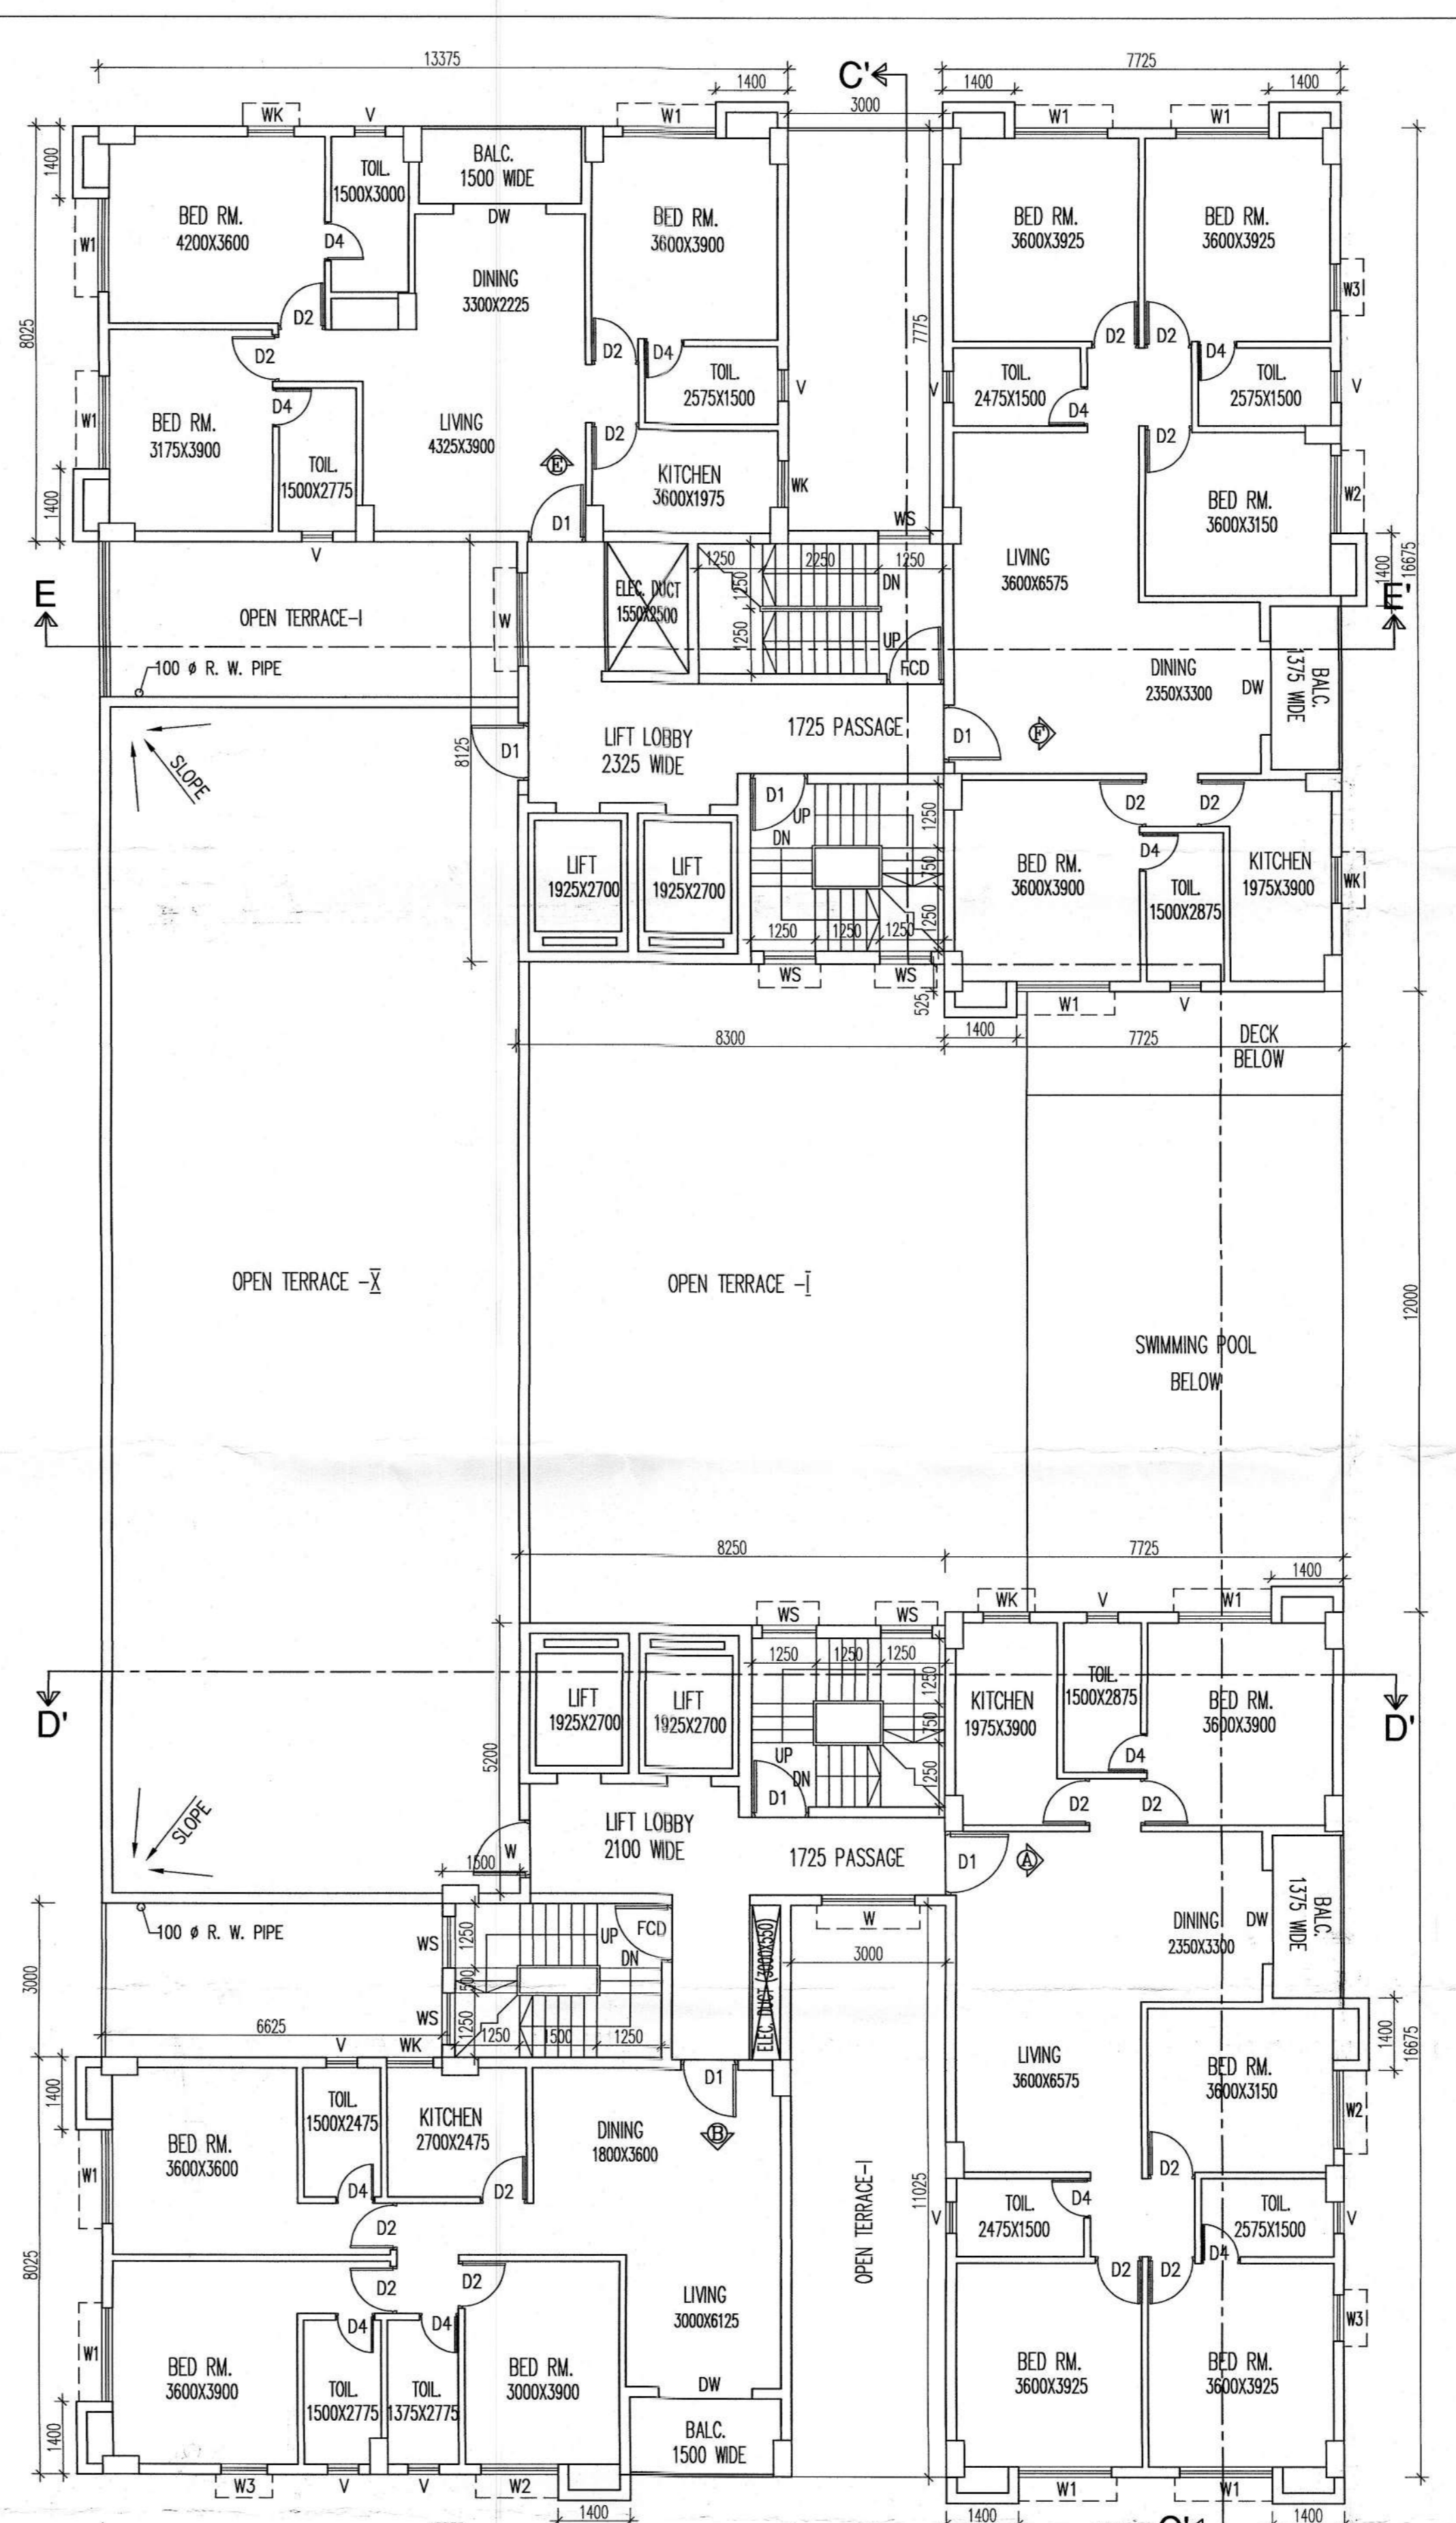 13375
7725
1400
C'
1400
1400
3000
WK
V
W1
W1
W1
1400
TOIL.
1500X3000
BALC.
1500 WIDE
BED RM.
4200X3600
DW
BED RM.
3600X3900
BED RM.
3600X3925
BED RM.
3600X3925
W1
D4
DINING
3300X2225
W3
8025
D2
7775
D2
D2
D2
D2
D4
D4
TOIL.
2575X1500
V
V
TOIL.
2475X1500
TOIL.
2575X1500
V
W1
D4
D4
BED RM.
3175X3900
LIVING
4325X3900
D2
D2
TOIL.
1500X2775
E
KITCHEN
3600X1975
WK
BED RM.
3600X3150
W2
1400
D1
WS
V
1250
2250
1250
LIVING
3600X6575
1400
16675
E
ELEC. DUCT
1550X2500
1250
DN
E'
OPEN TERRACE-I
W
1250
UP
FCD
100 ø R. W. PIPE
DINING
2350X3300
DW
BALC.
1375 WIDE
SLOPE
8125
D1
LIFT LOBBY
2325 WIDE
1725 PASSAGE
D1
F
D1
UP
DN
1250
D2
D2
LIFT
1925X2700
LIFT
1925X2700
750
BED RM.
3600X3900
D4
KITCHEN
1975X3900
WK
TOIL.
1500X2875
1250
1250
1250
1250
WS
WS
525
W1
V
8300
1400
7725
DECK
BELOW
OPEN TERRACE -X
OPEN TERRACE -I
12000
SWIMMING POOL
BELOW
8250
7725
1400
WS
WS
WK
V
W1
1250
1250
1250
1250
D'
LIFT
1925X2700
LIFT
1925X2700
750
KITCHEN
1975X3900
TOIL.
1500X2875
BED RM.
3600X3900
D'
5200
UP
DN
1250
D4
D1
D2
D2
SLOPE
LIFT LOBBY
2100 WIDE
W
1500
1725 PASSAGE
D1
A
100 ø R. W. PIPE
WS
1250
UP
FCD
DN
W
3000
DINING
2350X3300
DW
BALC.
1375 WIDE
3000
500
ELEC. DUCT (3000X550)
WS
1250
6625
1250
1500
1250
V
WK
1400
16675
1400
D1
LIVING
3600X6575
BED RM.
3600X3150
TOIL.
1500X2475
KITCHEN
2700X2475
DINING
1800X3600
B
W2
BED RM.
3600X3600
W1
D4
D2
D2
D2
OPEN TERRACE-I
11025
TOIL.
2475X1500
D4
TOIL.
2575X1500
V
V
8025
D2
D2
D2
D2
D4
W1
D4
D4
LIVING
3000X6125
W3
BED RM.
3600X3900
TOIL.
1500X2775
TOIL.
1375X2775
BED RM.
3000X3900
DW
BED RM.
3600X3925
BED RM.
3600X3925
1400
BALC.
1500 WIDE
W3
V
V
W2
W1
W1
1400
1400
1400